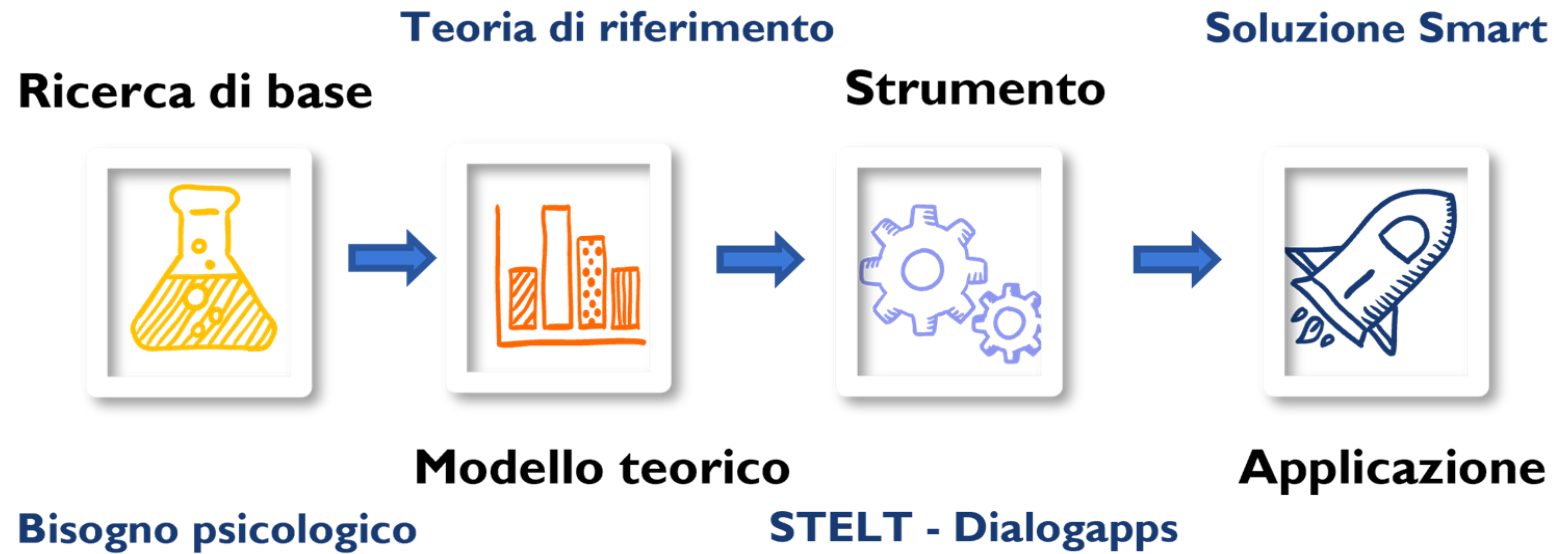 Teoria di riferimento
Soluzione Smart
Ricerca di base
Strumento
Modello teorico
Applicazione
Bisogno psicologico
STELT - Dialogapps